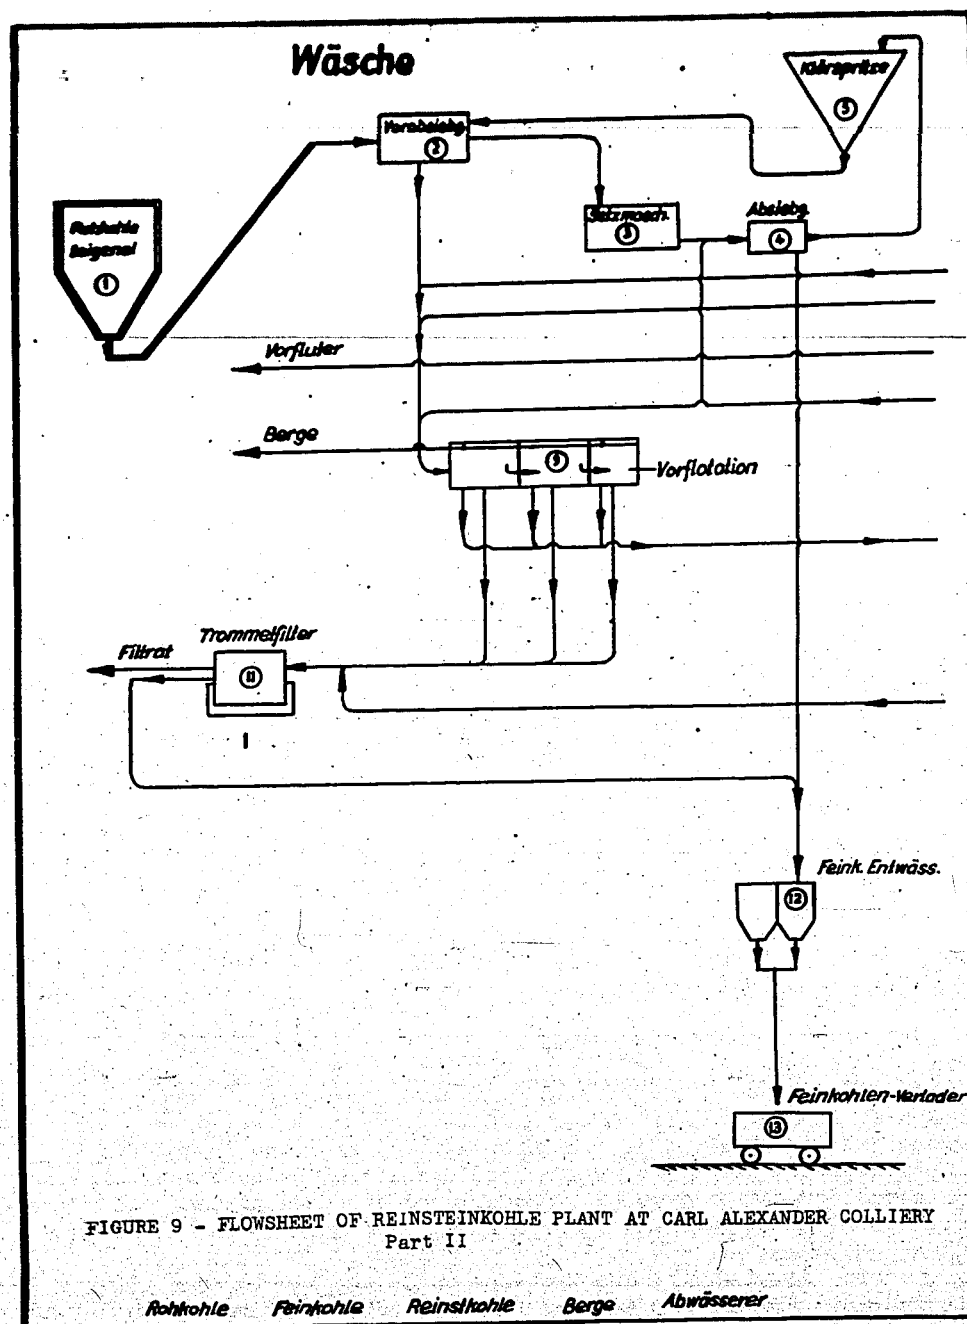 Wäsche
Klärspitze
5
Vorabsiebg.
2
Setzmasch.
3
Absiebg.
4
1
Vorfluter
Berge
9
Vorflotation
Trommelfilter
Filtrat
11
I
Feink. Entwäss.
12
Feinkohlen-Verlader
13
FIGURE 9 - FLOWSHEET OF REINSTEINKOHLE PLANT AT CARL ALEXANDER COLLIERY
Part II
Rohkohle Feinkohle Reinstkohle Berge Abwässerer